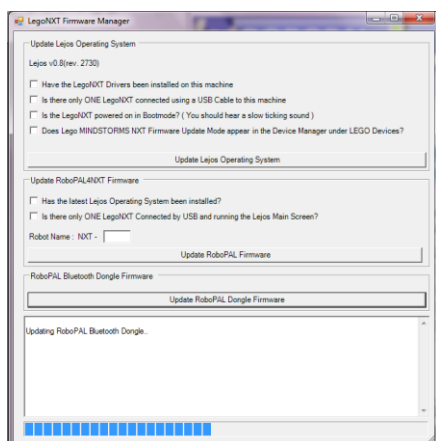 LegoNXT Firmware Manager
Update Lejos Operating System
Lejos v0.8(rev. 2730)
Have the LegoNXT Drivers been installed on this machine
Is there only ONE LegoNXT connected using a USB Cable to this machine
Is the LegoNXT powered on in Bootmode? ( You should hear a slow ticking sound )
Does Lego MINDSTORMS NXT Firmware Update Mode appear in the Device Manager under LEGO Devices?
Update Lejos Operating System
Update RoboPAL4NXT Firmware
Has the latest Lejos Operating System been installed?
Is there only ONE LegoNXT Connected by USB and running the Lejos Main Screen?
Robot Name : NXT -
Update RoboPAL Firmware
RoboPAL Bluetooth Dongle Firmware
Update RoboPAL Dongle Firmware
Updating RoboPAL Bluetooth Dongle..